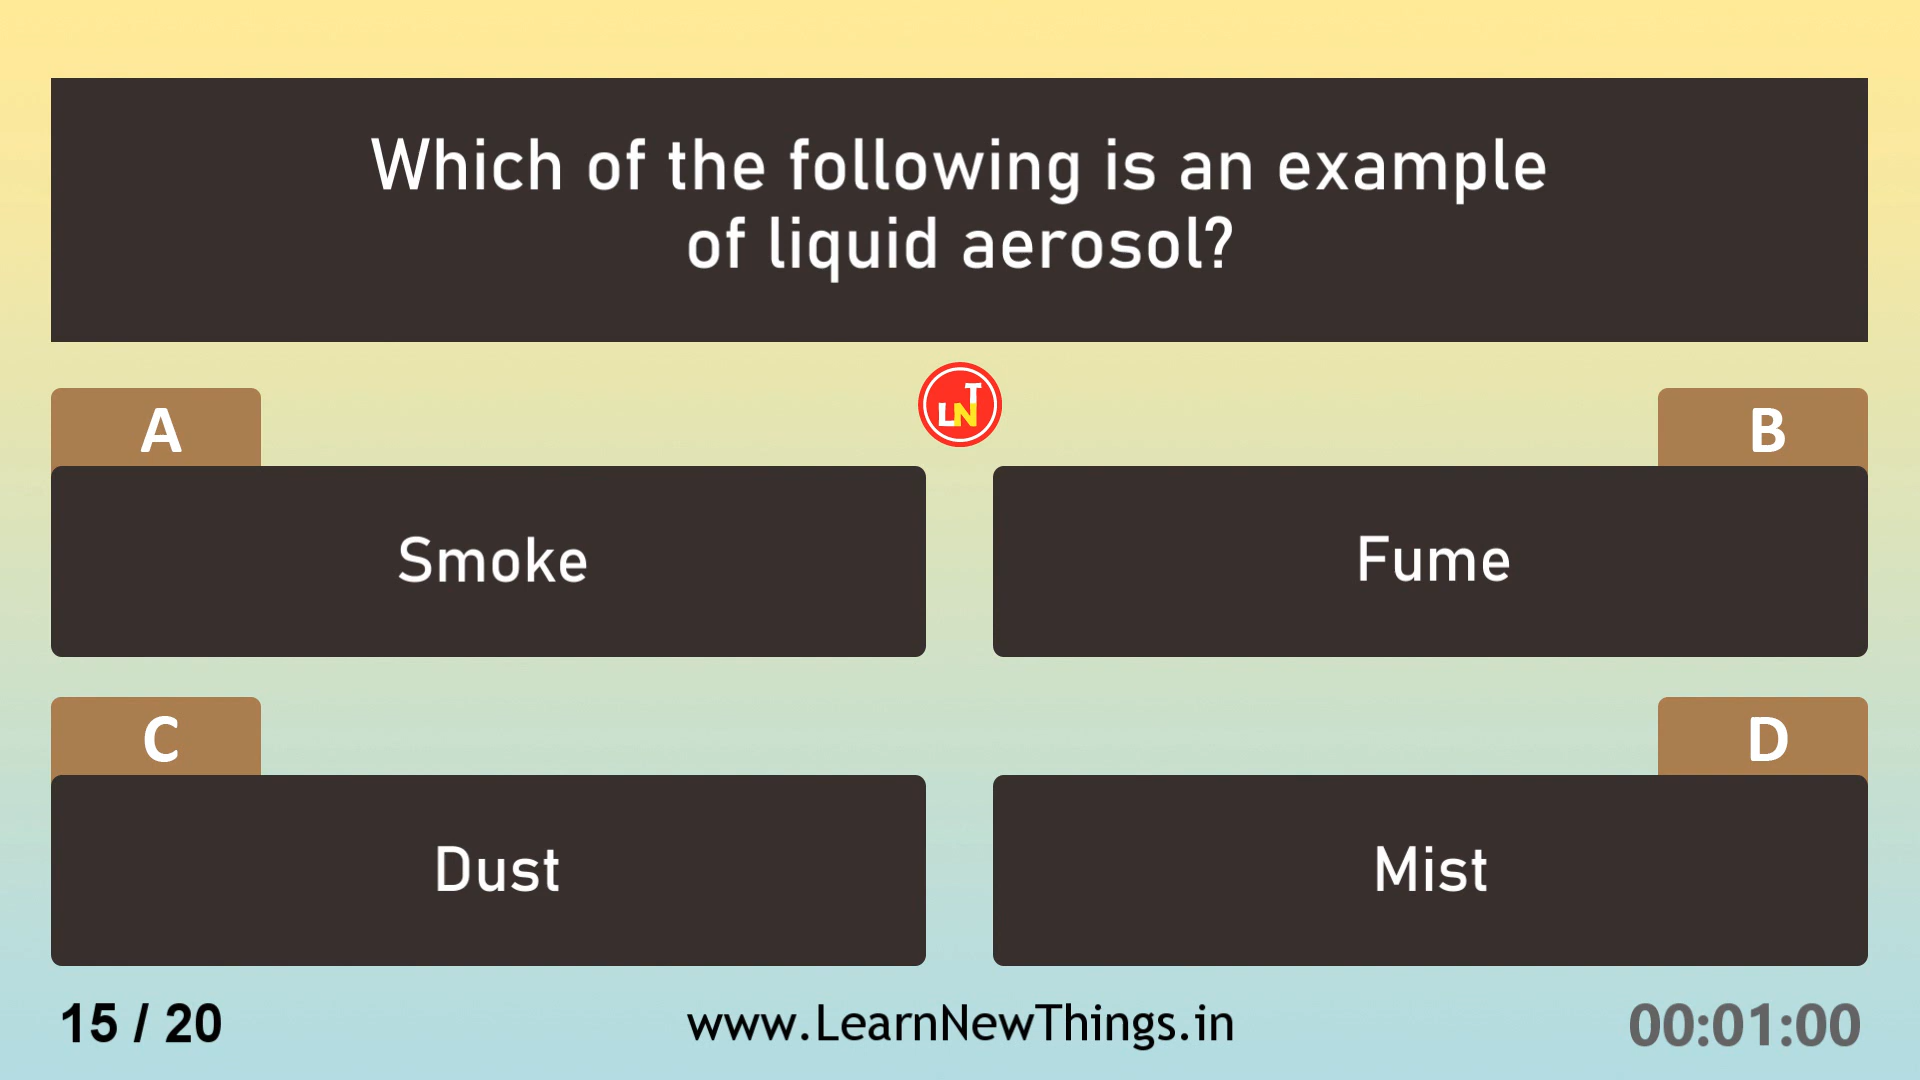 Which of the following is an example
of liquid aerosol?
LNT
A
B
Smoke
Fume
C
D
Dust
Mist
15 / 20
www.LearnNewThings.in
00:01:00